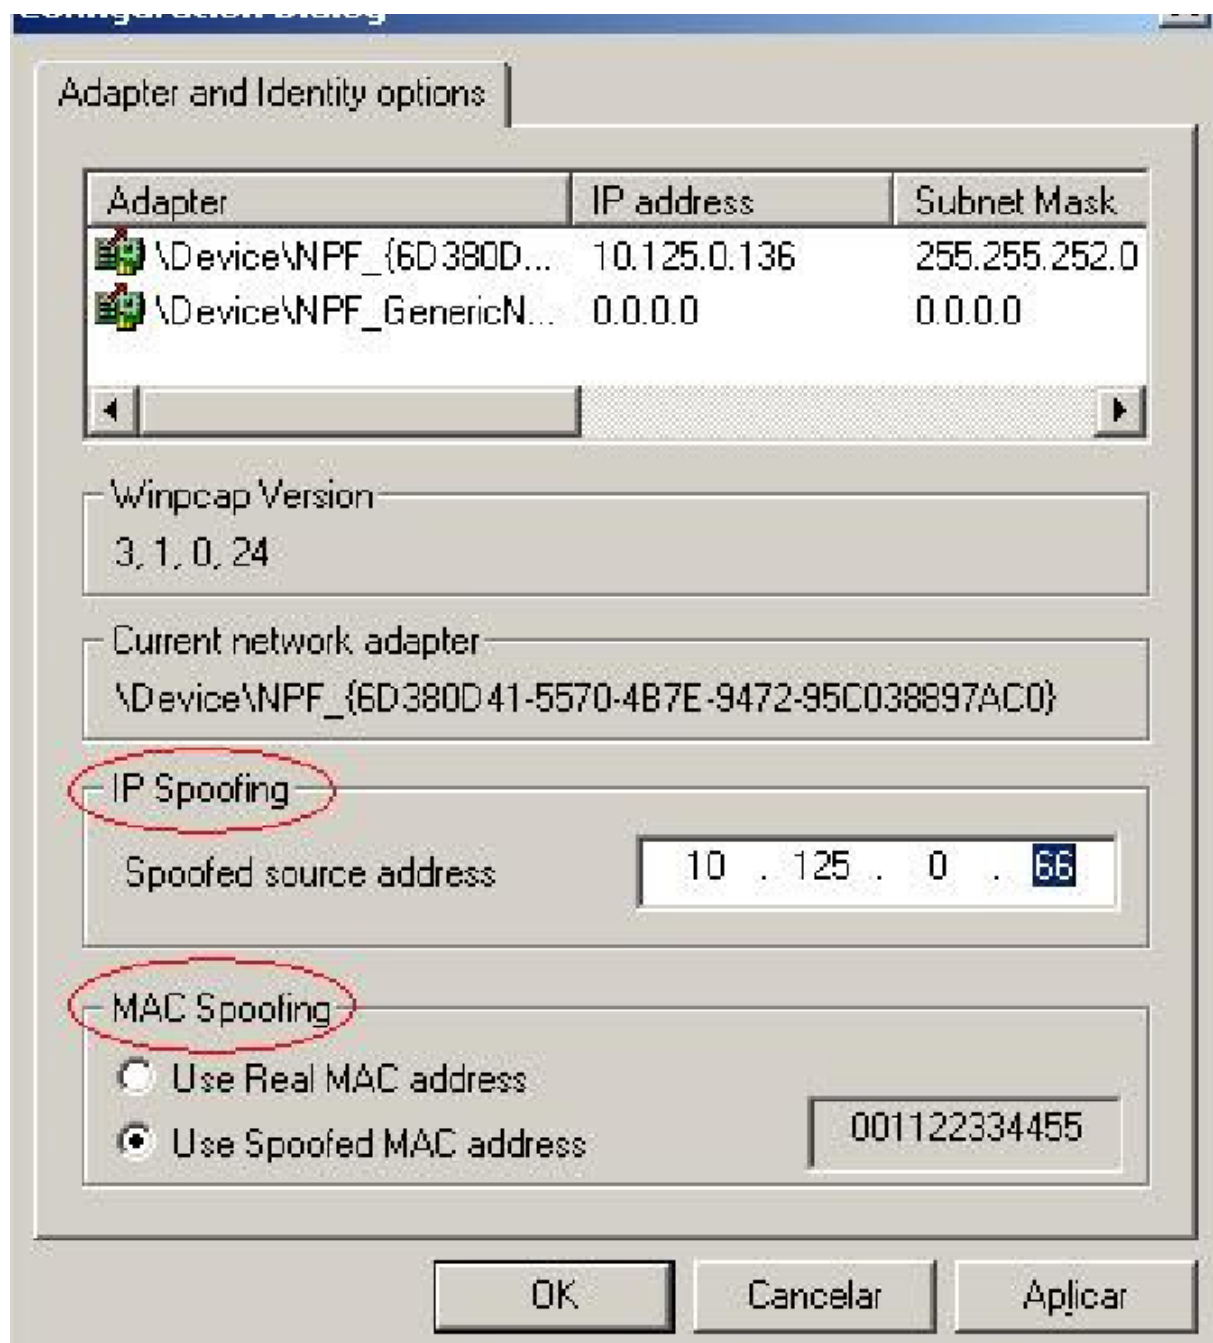 Configuration Dialog
Adapter and Identity options
Adapter IP address Subnet Mask
\Device\NPF_{6D380D... 10.125.0.136 255.255.252.0
\Device\NPF_GenericN... 0.0.0.0 0.0.0.0
Winpcap Version
3, 1, 0, 24
Current network adapter
\Device\NPF_{6D380D41-5570-4B7E-9472-95C038897AC0}
IP Spoofing
Spoofed source address 10 . 125 . 0 . 66
MAC Spoofing
Use Real MAC address
Use Spoofed MAC address 001122334455
OK Cancelar Aplicar